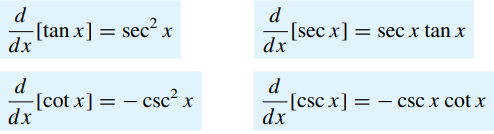 d/dx [tan x] = sec² x
d/dx [sec x] = sec x tan x
d/dx [cot x] = − csc² x
d/dx [csc x] = − csc x cot x